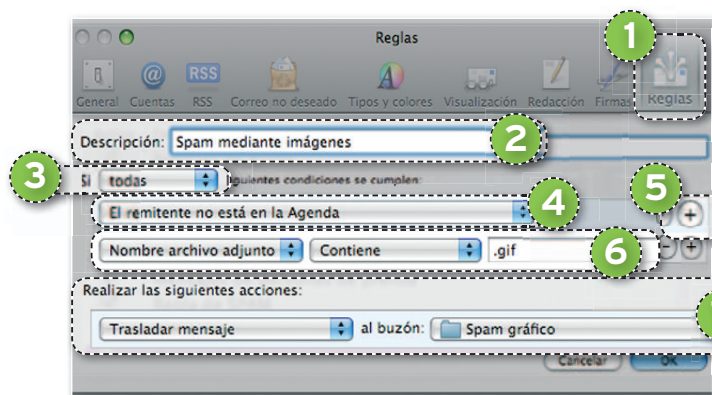 Reglas
1
General Cuentas RSS Correo no deseado Tipos y colores Visualización Redacción Firmas Reglas
RSS
Descripción: Spam mediante imágenes 2
3 Si todas siguientes condiciones se cumplen:
El remitente no está en la Agenda 4 5
Nombre archivo adjunto Contiene .gif 6
Realizar las siguientes acciones:
Trasladar mensaje al buzón: Spam gráfico
Cancelar OK